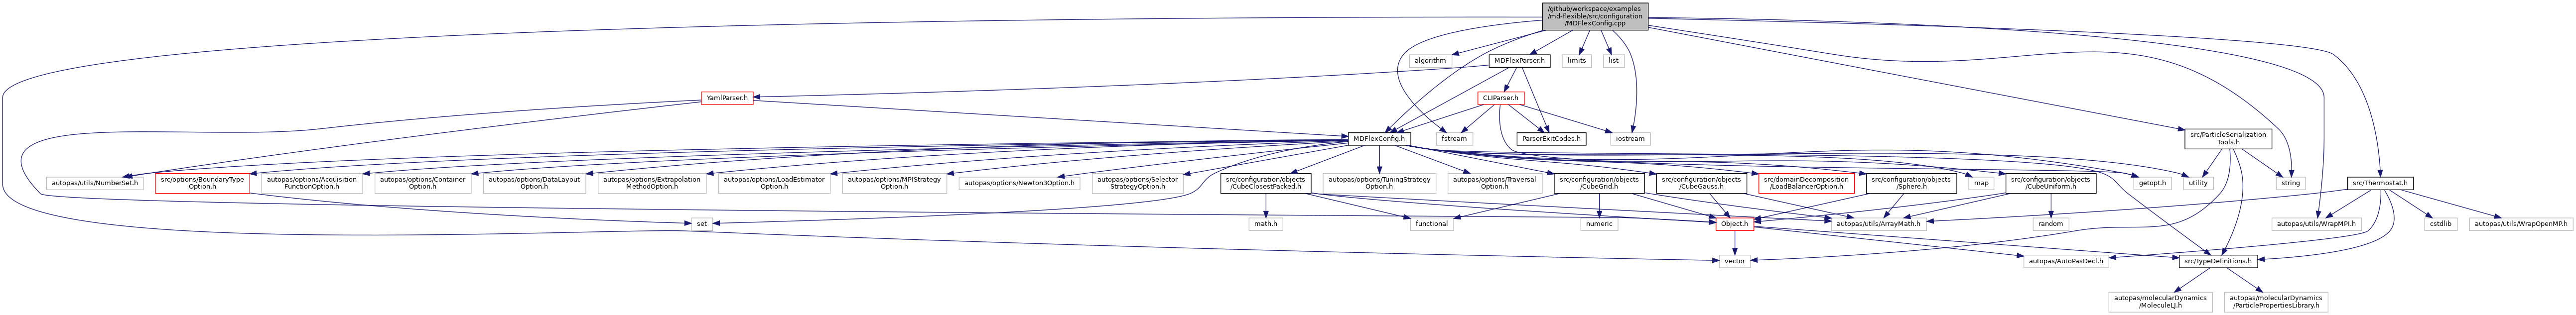 /github/workspace/examples
/md-flexible/src/configuration
/MDFlexConfig.cpp
algorithm
MDFlexParser.h
limits
list
YamlParser.h
CLIParser.h
MDFlexConfig.h
fstream
ParserExitCodes.h
iostream
src/ParticleSerialization
Tools.h
autopas/utils/NumberSet.h
src/options/BoundaryType
Option.h
autopas/options/Acquisition
FunctionOption.h
autopas/options/Container
Option.h
autopas/options/DataLayout
Option.h
autopas/options/Extrapolation
MethodOption.h
autopas/options/LoadEstimator
Option.h
autopas/options/MPIStrategy
Option.h
autopas/options/Newton3Option.h
autopas/options/Selector
StrategyOption.h
src/configuration/objects
/CubeClosestPacked.h
autopas/options/TuningStrategy
Option.h
autopas/options/Traversal
Option.h
src/configuration/objects
/CubeGrid.h
src/configuration/objects
/CubeGauss.h
src/domainDecomposition
/LoadBalancerOption.h
src/configuration/objects
/Sphere.h
map
src/configuration/objects
/CubeUniform.h
getopt.h
utility
string
src/Thermostat.h
set
math.h
functional
numeric
Object.h
autopas/utils/ArrayMath.h
random
autopas/utils/WrapMPI.h
cstdlib
autopas/utils/WrapOpenMP.h
vector
autopas/AutoPasDecl.h
src/TypeDefinitions.h
autopas/molecularDynamics
/MoleculeLJ.h
autopas/molecularDynamics
/ParticlePropertiesLibrary.h